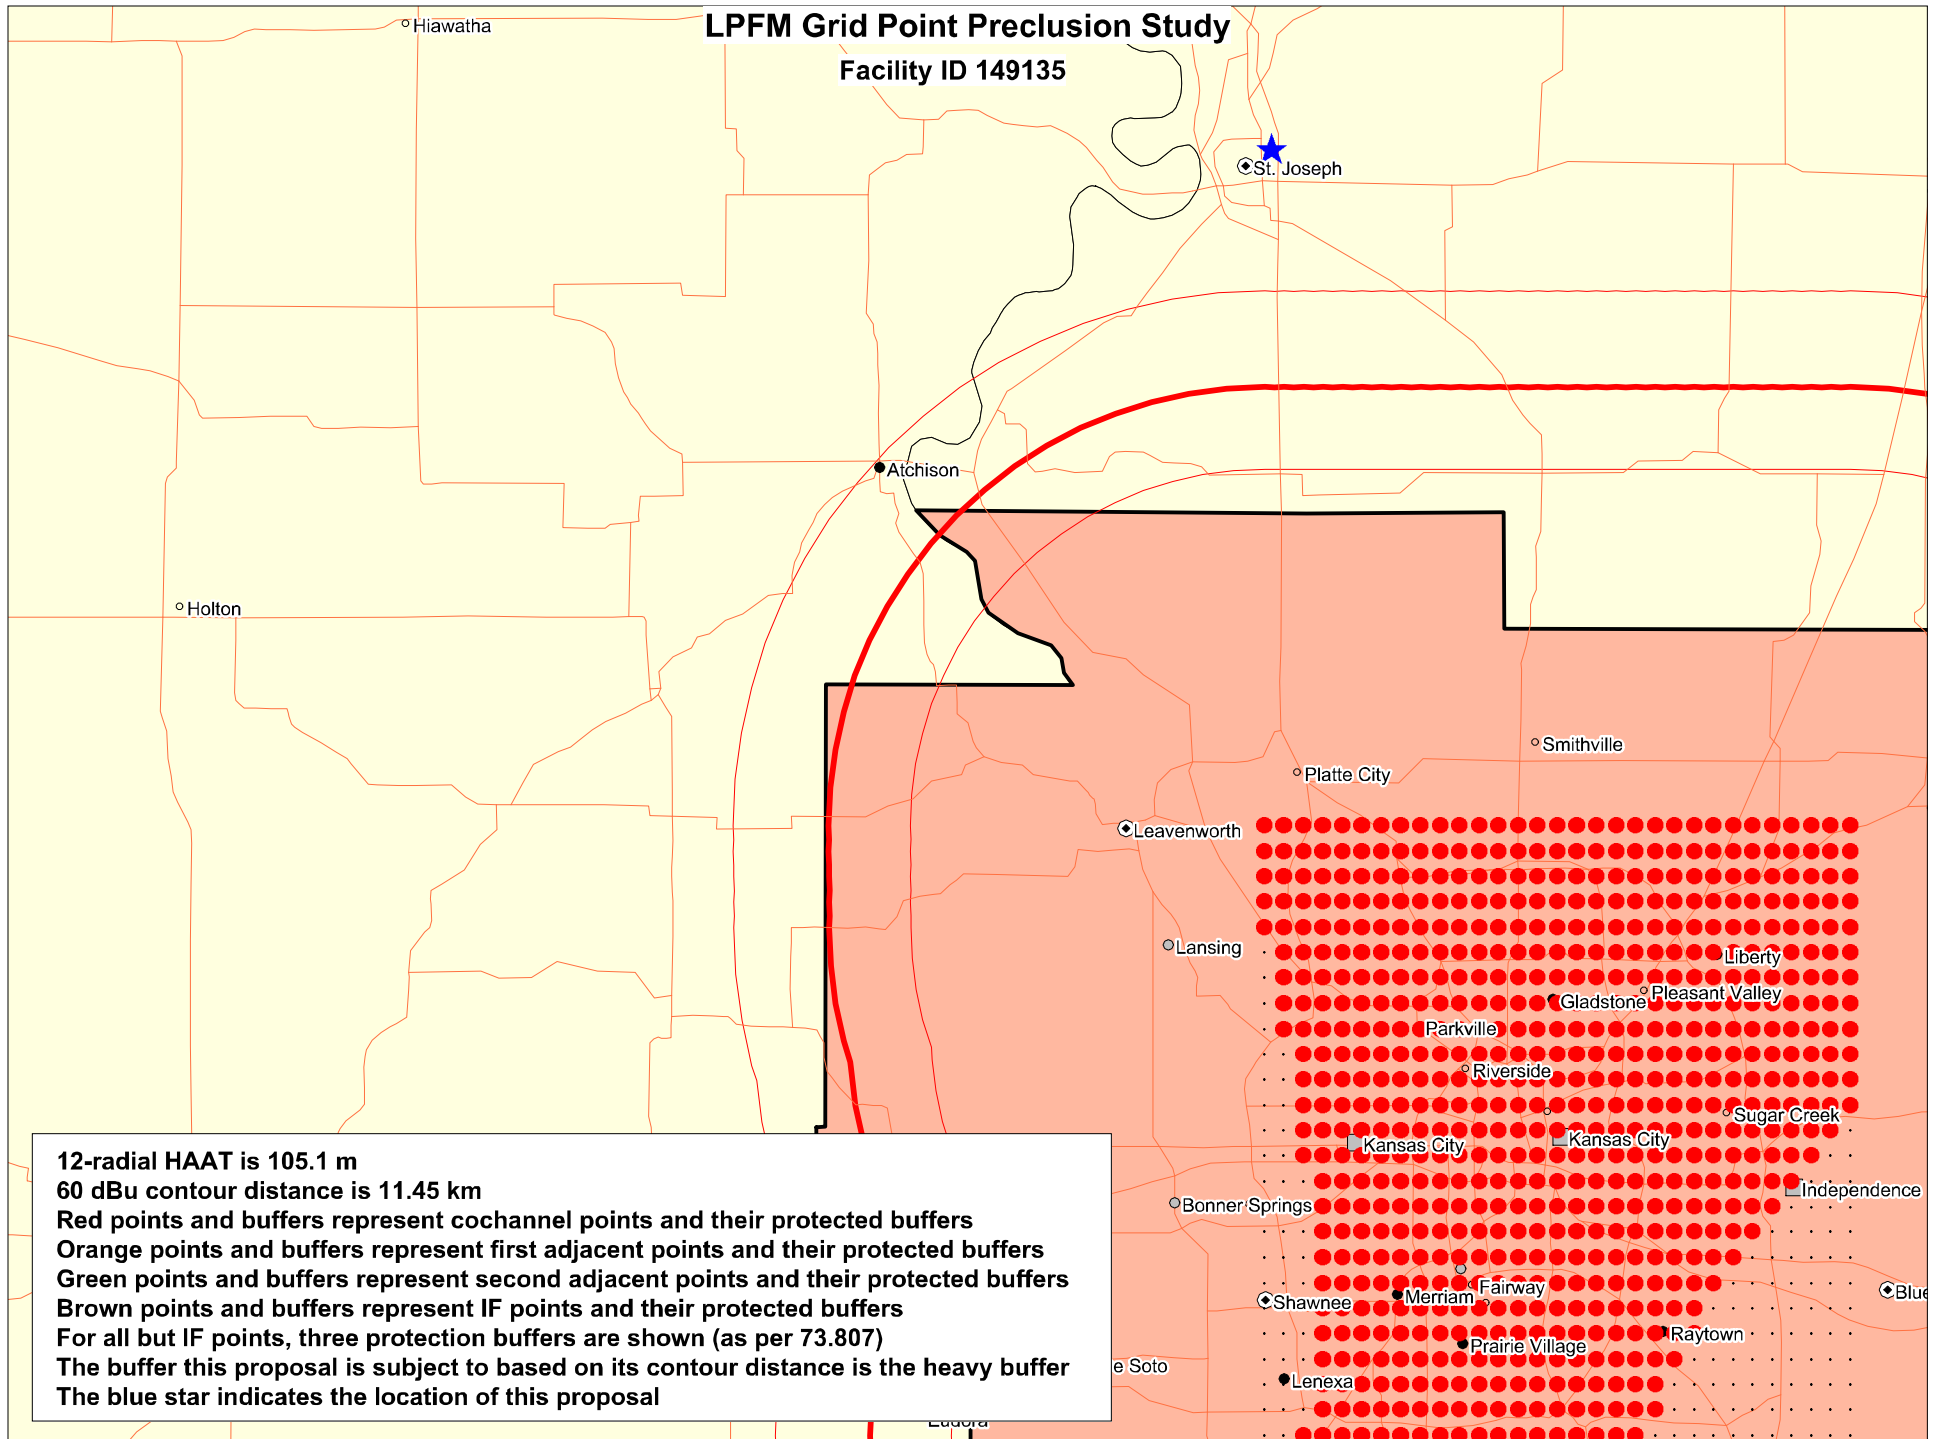 LPFM Grid Point Preclusion Study
Facility ID 149135
Hiawatha
St. Joseph
Atchison
Holton
Smithville
Platte City
Leavenworth
Lansing
Liberty
Pleasant Valley
Gladstone
Parkville
Riverside
Sugar Creek
Kansas City
Kansas City
Independence
Bonner Springs
Fairway
Blue
Merriam
Shawnee
Raytown
Prairie Village
e Soto
Lenexa
Eudora
12-radial HAAT is 105.1 m
60 dBu contour distance is 11.45 km
Red points and buffers represent cochannel points and their protected buffers
Orange points and buffers represent first adjacent points and their protected buffers
Green points and buffers represent second adjacent points and their protected buffers
Brown points and buffers represent IF points and their protected buffers
For all but IF points, three protection buffers are shown (as per 73.807)
The buffer this proposal is subject to based on its contour distance is the heavy buffer
The blue star indicates the location of this proposal